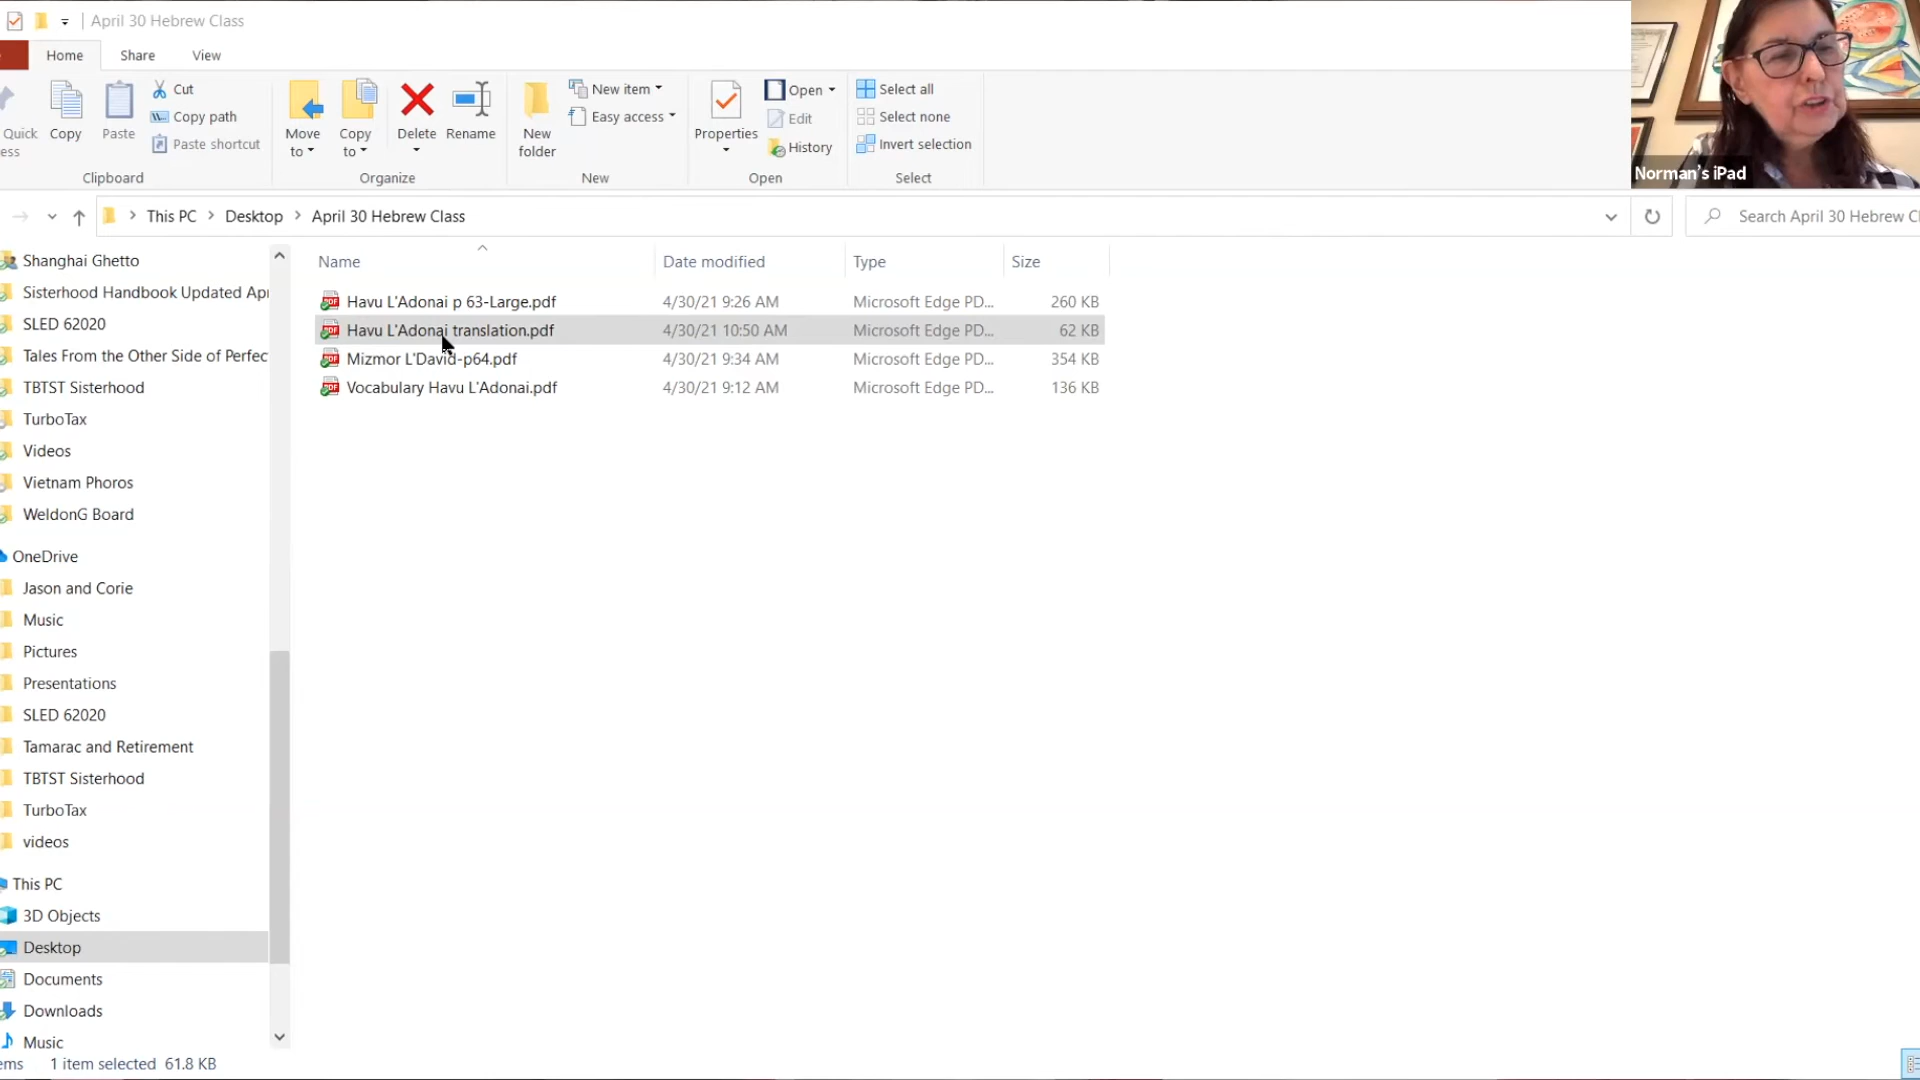 April 30 Hebrew Class
Home
Share
View
Quick
ess
Copy
Paste
Cut
Copy path
Paste shortcut
Clipboard
Move to
Copy to
Delete
Rename
Organize
New folder
New item
Easy access
New
Properties
Open
Edit
History
Open
Select all
Select none
Invert selection
Select
Norman's iPad
This PC > Desktop > April 30 Hebrew Class
Search April 30 Hebrew Cl
Name Date modified Type Size
Havu L'Adonai p 63-Large.pdf 4/30/21 9:26 AM Microsoft Edge PD... 260 KB
Havu L'Adonai translation.pdf 4/30/21 10:50 AM Microsoft Edge PD... 62 KB
Mizmor L'David-p64.pdf 4/30/21 9:34 AM Microsoft Edge PD... 354 KB
Vocabulary Havu L'Adonai.pdf 4/30/21 9:12 AM Microsoft Edge PD... 136 KB
Shanghai Ghetto
Sisterhood Handbook Updated Apr
SLED 62020
Tales From the Other Side of Perfec
TBTST Sisterhood
TurboTax
Videos
Vietnam Phoros
WeldonG Board
OneDrive
Jason and Corie
Music
Pictures
Presentations
SLED 62020
Tamarac and Retirement
TBTST Sisterhood
TurboTax
videos
This PC
3D Objects
Desktop
Documents
Downloads
Music
ems 1 item selected 61.8 KB